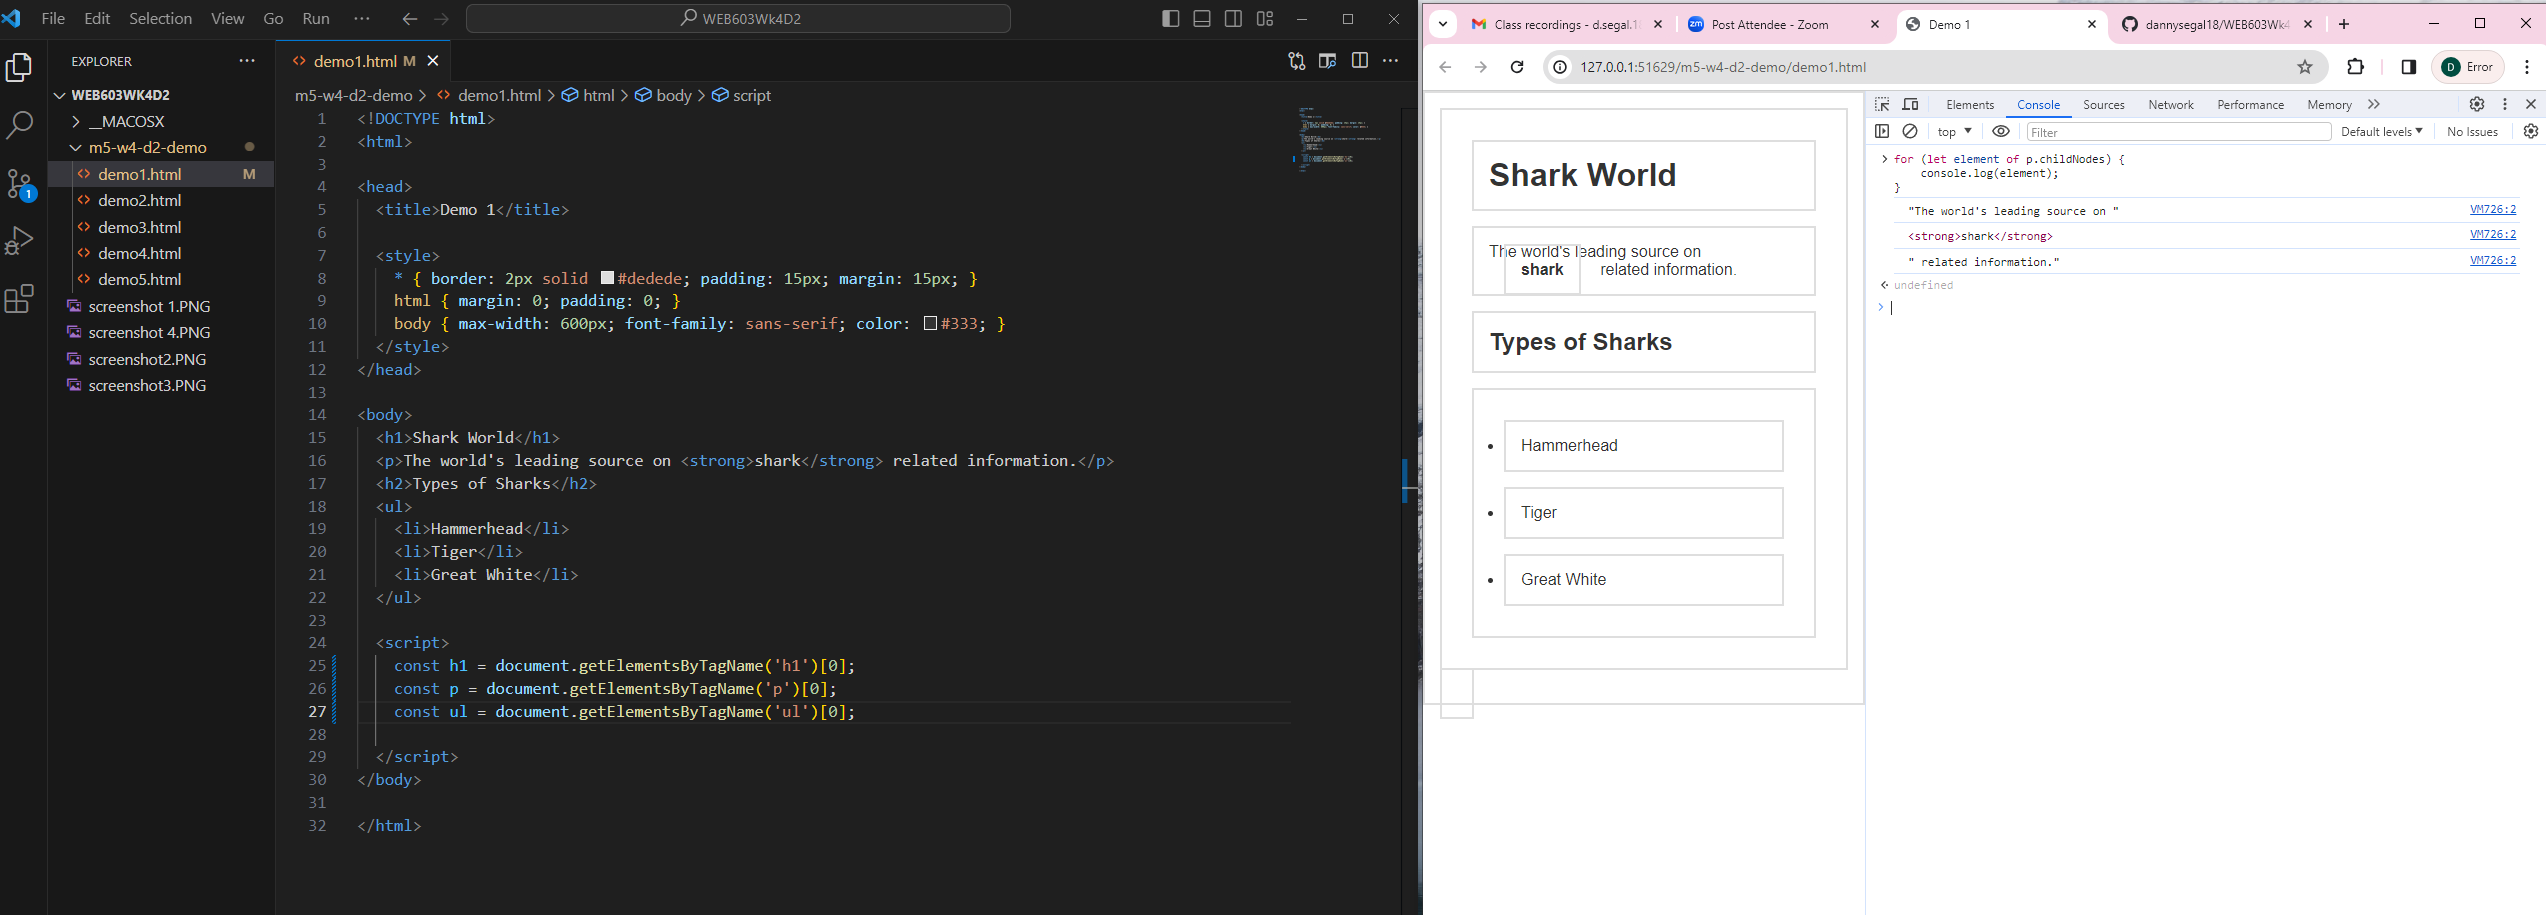 File Edit Selection View Go Run ··· WEB603Wk4D2
EXPLORER ···
WEB603WK4D2
__MACOSX
m5-w4-d2-demo
demo1.html M
demo2.html
demo3.html
demo4.html
demo5.html
screenshot 1.PNG
screenshot 4.PNG
screenshot2.PNG
screenshot3.PNG
1
demo1.html M
m5-w4-d2-demo > demo1.html > html > body > script
1 <!DOCTYPE html>
2 <html>
3
4 <head>
5 <title>Demo 1</title>
6
7 <style>
8 * { border: 2px solid #dedede; padding: 15px; margin: 15px; }
9 html { margin: 0; padding: 0; }
10 body { max-width: 600px; font-family: sans-serif; color: #333; }
11 </style>
12 </head>
13
14 <body>
15 <h1>Shark World</h1>
16 <p>The world's leading source on <strong>shark</strong> related information.</p>
17 <h2>Types of Sharks</h2>
18 <ul>
19 <li>Hammerhead</li>
20 <li>Tiger</li>
21 <li>Great White</li>
22 </ul>
23
24 <script>
25 const h1 = document.getElementsByTagName('h1')[0];
26 const p = document.getElementsByTagName('p')[0];
27 const ul = document.getElementsByTagName('ul')[0];
28
29 </script>
30 </body>
31
32 </html>
Class recordings - d.segal.1
zm Post Attendee - Zoom
Demo 1
dannysegal18/WEB603Wk4
127.0.0.1:51629/m5-w4-d2-demo/demo1.html
D Error
Shark World
The world's leading source on
shark related information.
Types of Sharks
• Hammerhead
• Tiger
• Great White
Elements Console Sources Network Performance Memory
top Filter Default levels No Issues
> for (let element of p.childNodes) {
console.log(element);
}
"The world's leading source on " VM726:2
<strong>shark</strong> VM726:2
" related information." VM726:2
undefined
>